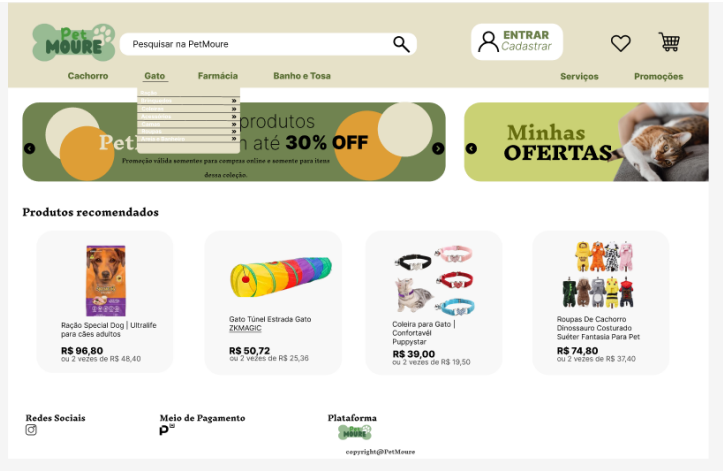 Pet
MOURE
Pesquisar na PetMoure
ENTRAR
Cadastrar
Cachorro
Gato
Farmácia
Banho e Tosa
Serviços
Promoções
Ração
produtos
Pet
até 30% OFF
Promoção válida somentes para compras online e somente para itens
dessa coleção.
Minhas
OFERTAS
Produtos recomendados
Ração Special Dog | Ultralife
para cães adultos
R$ 96,80
ou 2 vezes de R$ 48,40
Gato Túnel Estrada Gato
ZKMAGIC
R$ 50,72
ou 2 vezes de R$ 25,36
Coleira para Gato |
Confortavél
Puppystar
R$ 39,00
ou 2 vezes de R$ 19,50
Roupas De Cachorro
Dinossauro Costurado
Suéter Fantasia Para Pet
R$ 74,80
ou 2 vezes de R$ 37,40
Redes Sociais
Meio de Pagamento
Plataforma
Pet
MOURE
copyright@PetMoure